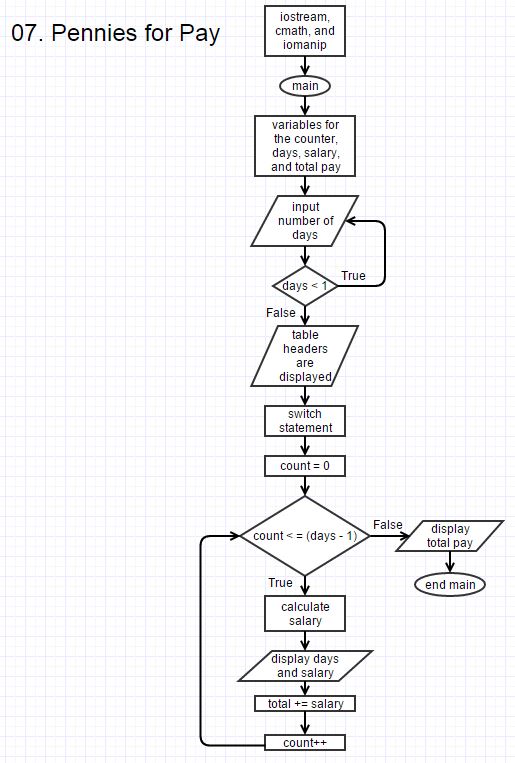 07. Pennies for Pay
iostream,
cmath, and
iomanip
main
variables for
the counter,
days, salary,
and total pay
input
number of
days
days < 1
True
False
table
headers
are
displayed
switch
statement
count = 0
count < = (days - 1)
False
display
total pay
end main
True
calculate
salary
display days
and salary
total += salary
count++